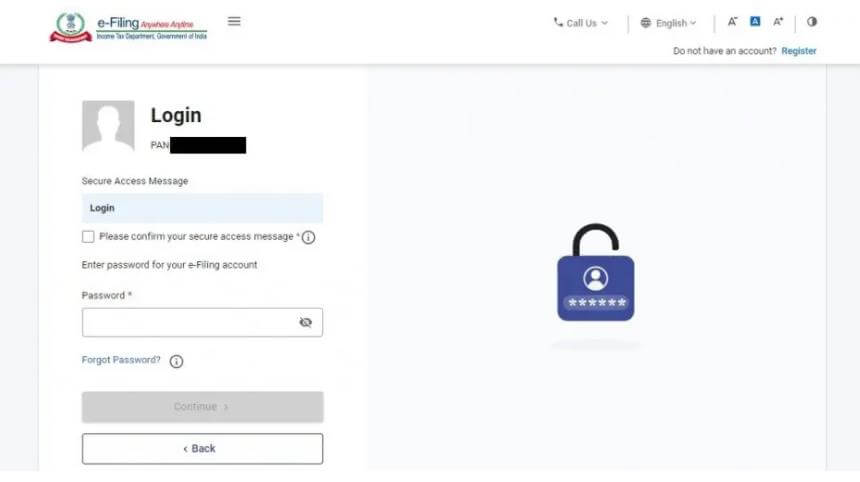 e-Filing Anywhere Anytime
Income Tax Department, Government of India
Call Us
English
A-
A
A+
Do not have an account? Register
Login
PAN
Secure Access Message
Login
Please confirm your secure access message *
Enter password for your e-Filing account
Password *
Forgot Password?
Continue >
< Back
******